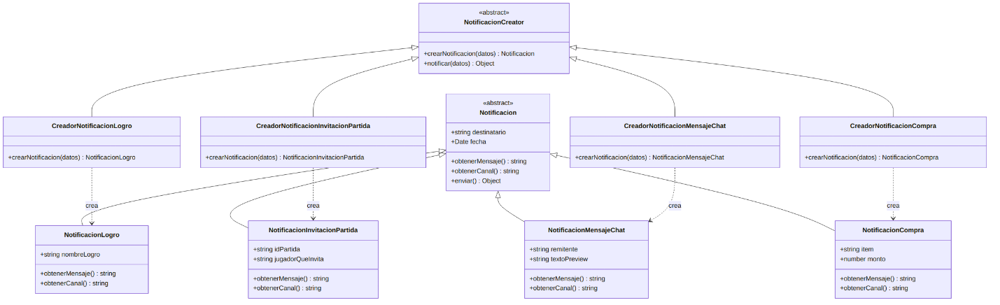 «abstract»
NotificacionCreator
+crearNotificacion(datos) : Notificacion
+notificar(datos) : Object
«abstract»
Notificacion
+string destinatario
+Date fecha
+obtenerMensaje() : string
+obtenerCanal() : string
+enviar() : Object
CreadorNotificacionLogro
+crearNotificacion(datos) : NotificacionLogro
CreadorNotificacionInvitacionPartida
+crearNotificacion(datos) : NotificacionInvitacionPartida
CreadorNotificacionMensajeChat
+crearNotificacion(datos) : NotificacionMensajeChat
CreadorNotificacionCompra
+crearNotificacion(datos) : NotificacionCompra
crea
crea
crea
crea
NotificacionLogro
+string nombreLogro
+obtenerMensaje() : string
+obtenerCanal() : string
NotificacionInvitacionPartida
+string idPartida
+string jugadorQueInvita
+obtenerMensaje() : string
+obtenerCanal() : string
NotificacionMensajeChat
+string remitente
+string textoPreview
+obtenerMensaje() : string
+obtenerCanal() : string
NotificacionCompra
+string item
+number monto
+obtenerMensaje() : string
+obtenerCanal() : string